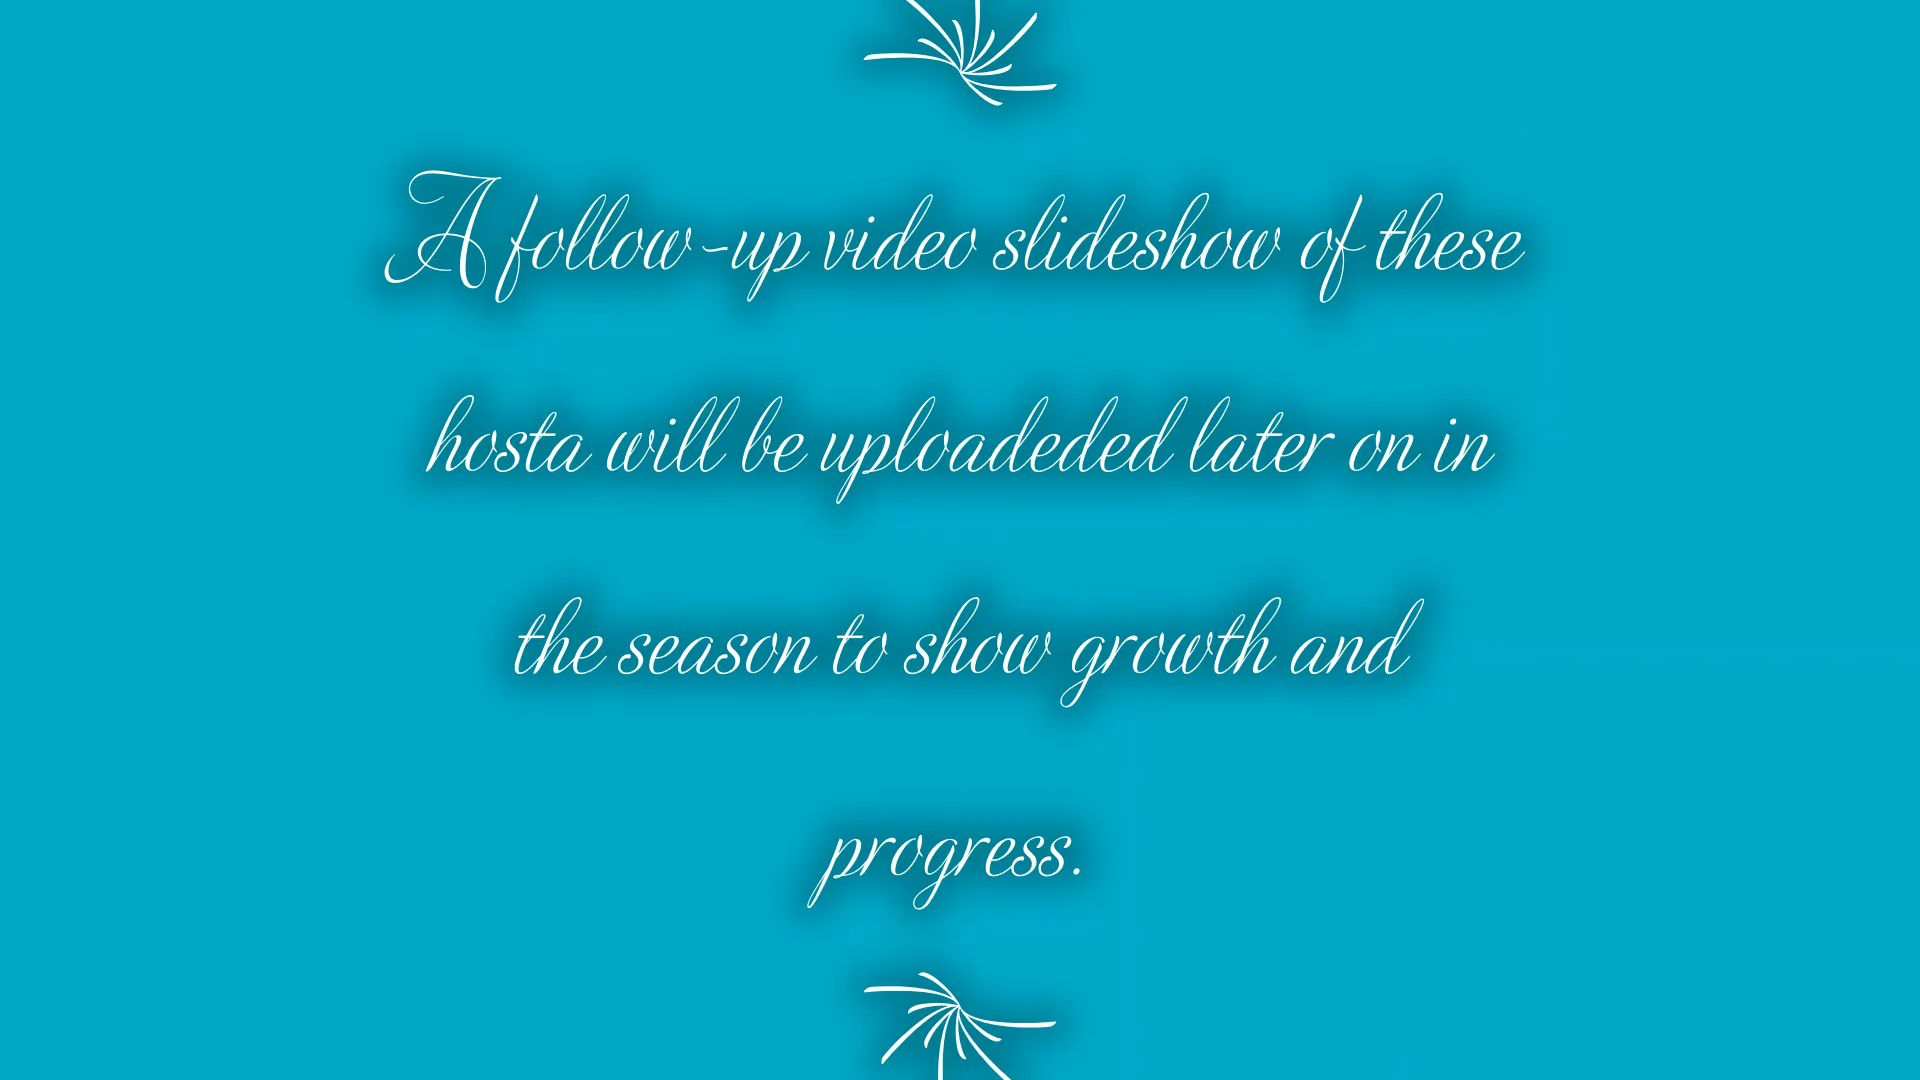 A follow-up video slideshow of these
hosta will be uploadeded later on in
the season to show growth and
progress.